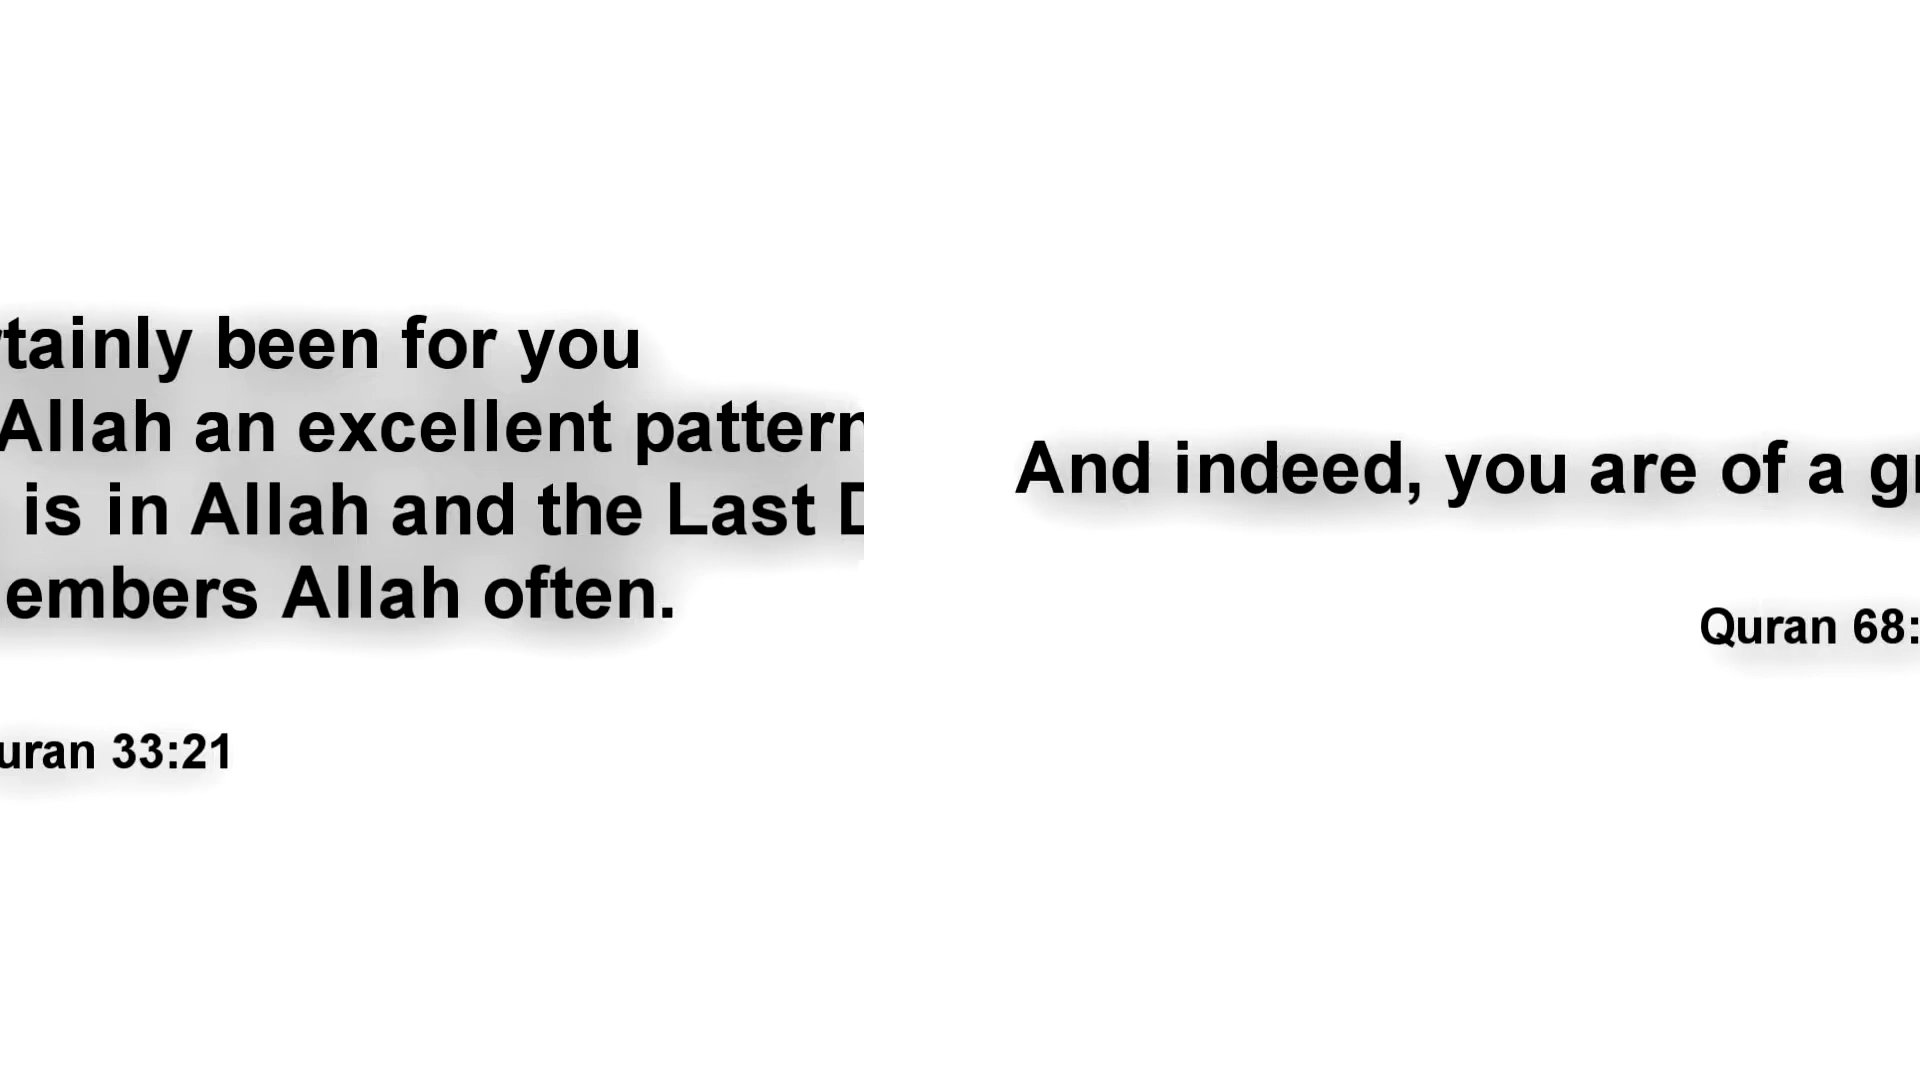 tainly been for you
Allah an excellent pattern
is in Allah and the Last
embers Allah often.
uran 33:21
And indeed, you are of a
Quran 68: